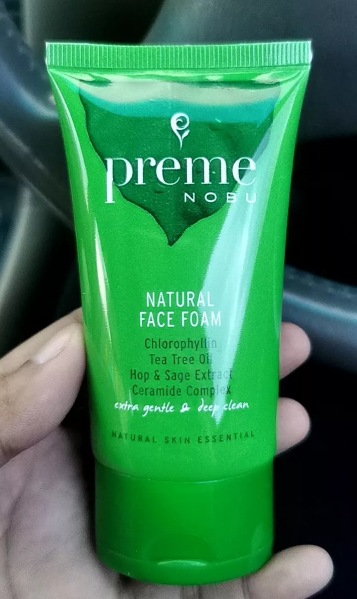 preme
NOBU
NATURAL
FACE FOAM
Chlorophyllin
Tea Tree Oil
Hop & Sage Extract
Ceramide Complex
extra gentle & deep clean
NATURAL SKIN ESSENTIAL